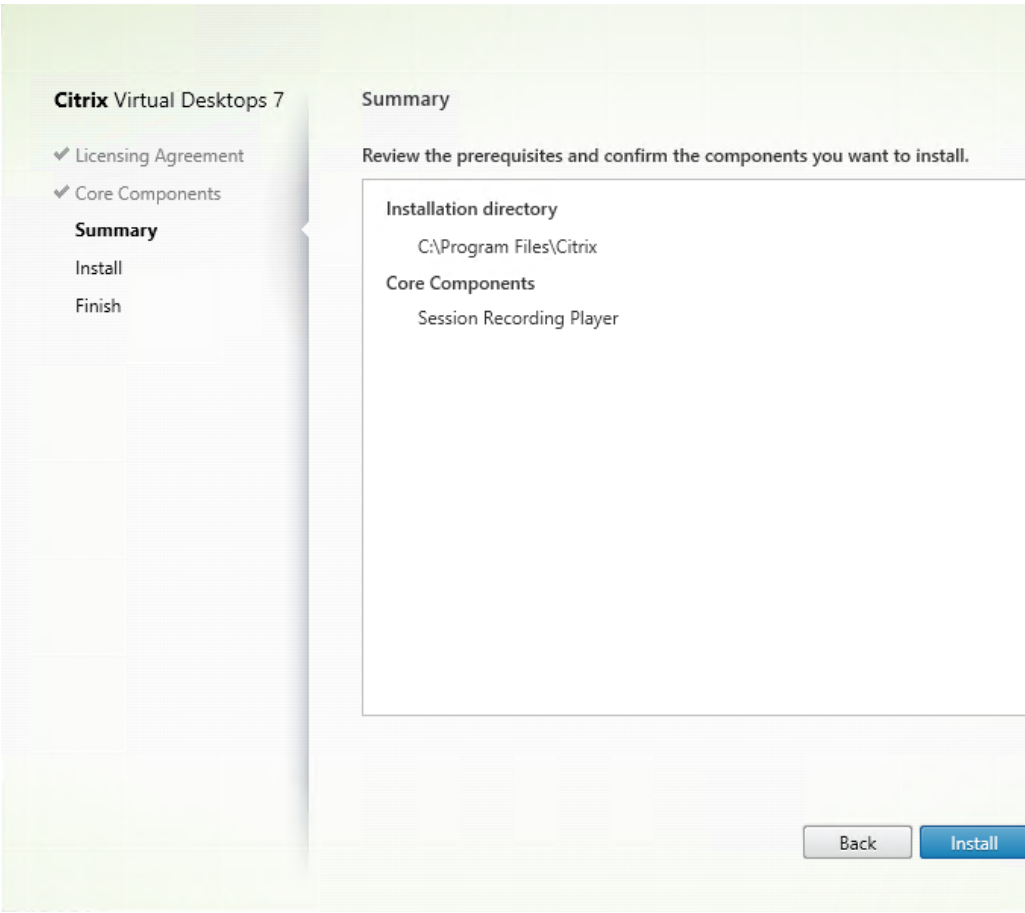 Citrix Virtual Desktops 7
Licensing Agreement
Core Components
Summary
Install
Finish
Summary
Review the prerequisites and confirm the components you want to install.
Installation directory
C:\Program Files\Citrix
Core Components
Session Recording Player
Back
Install